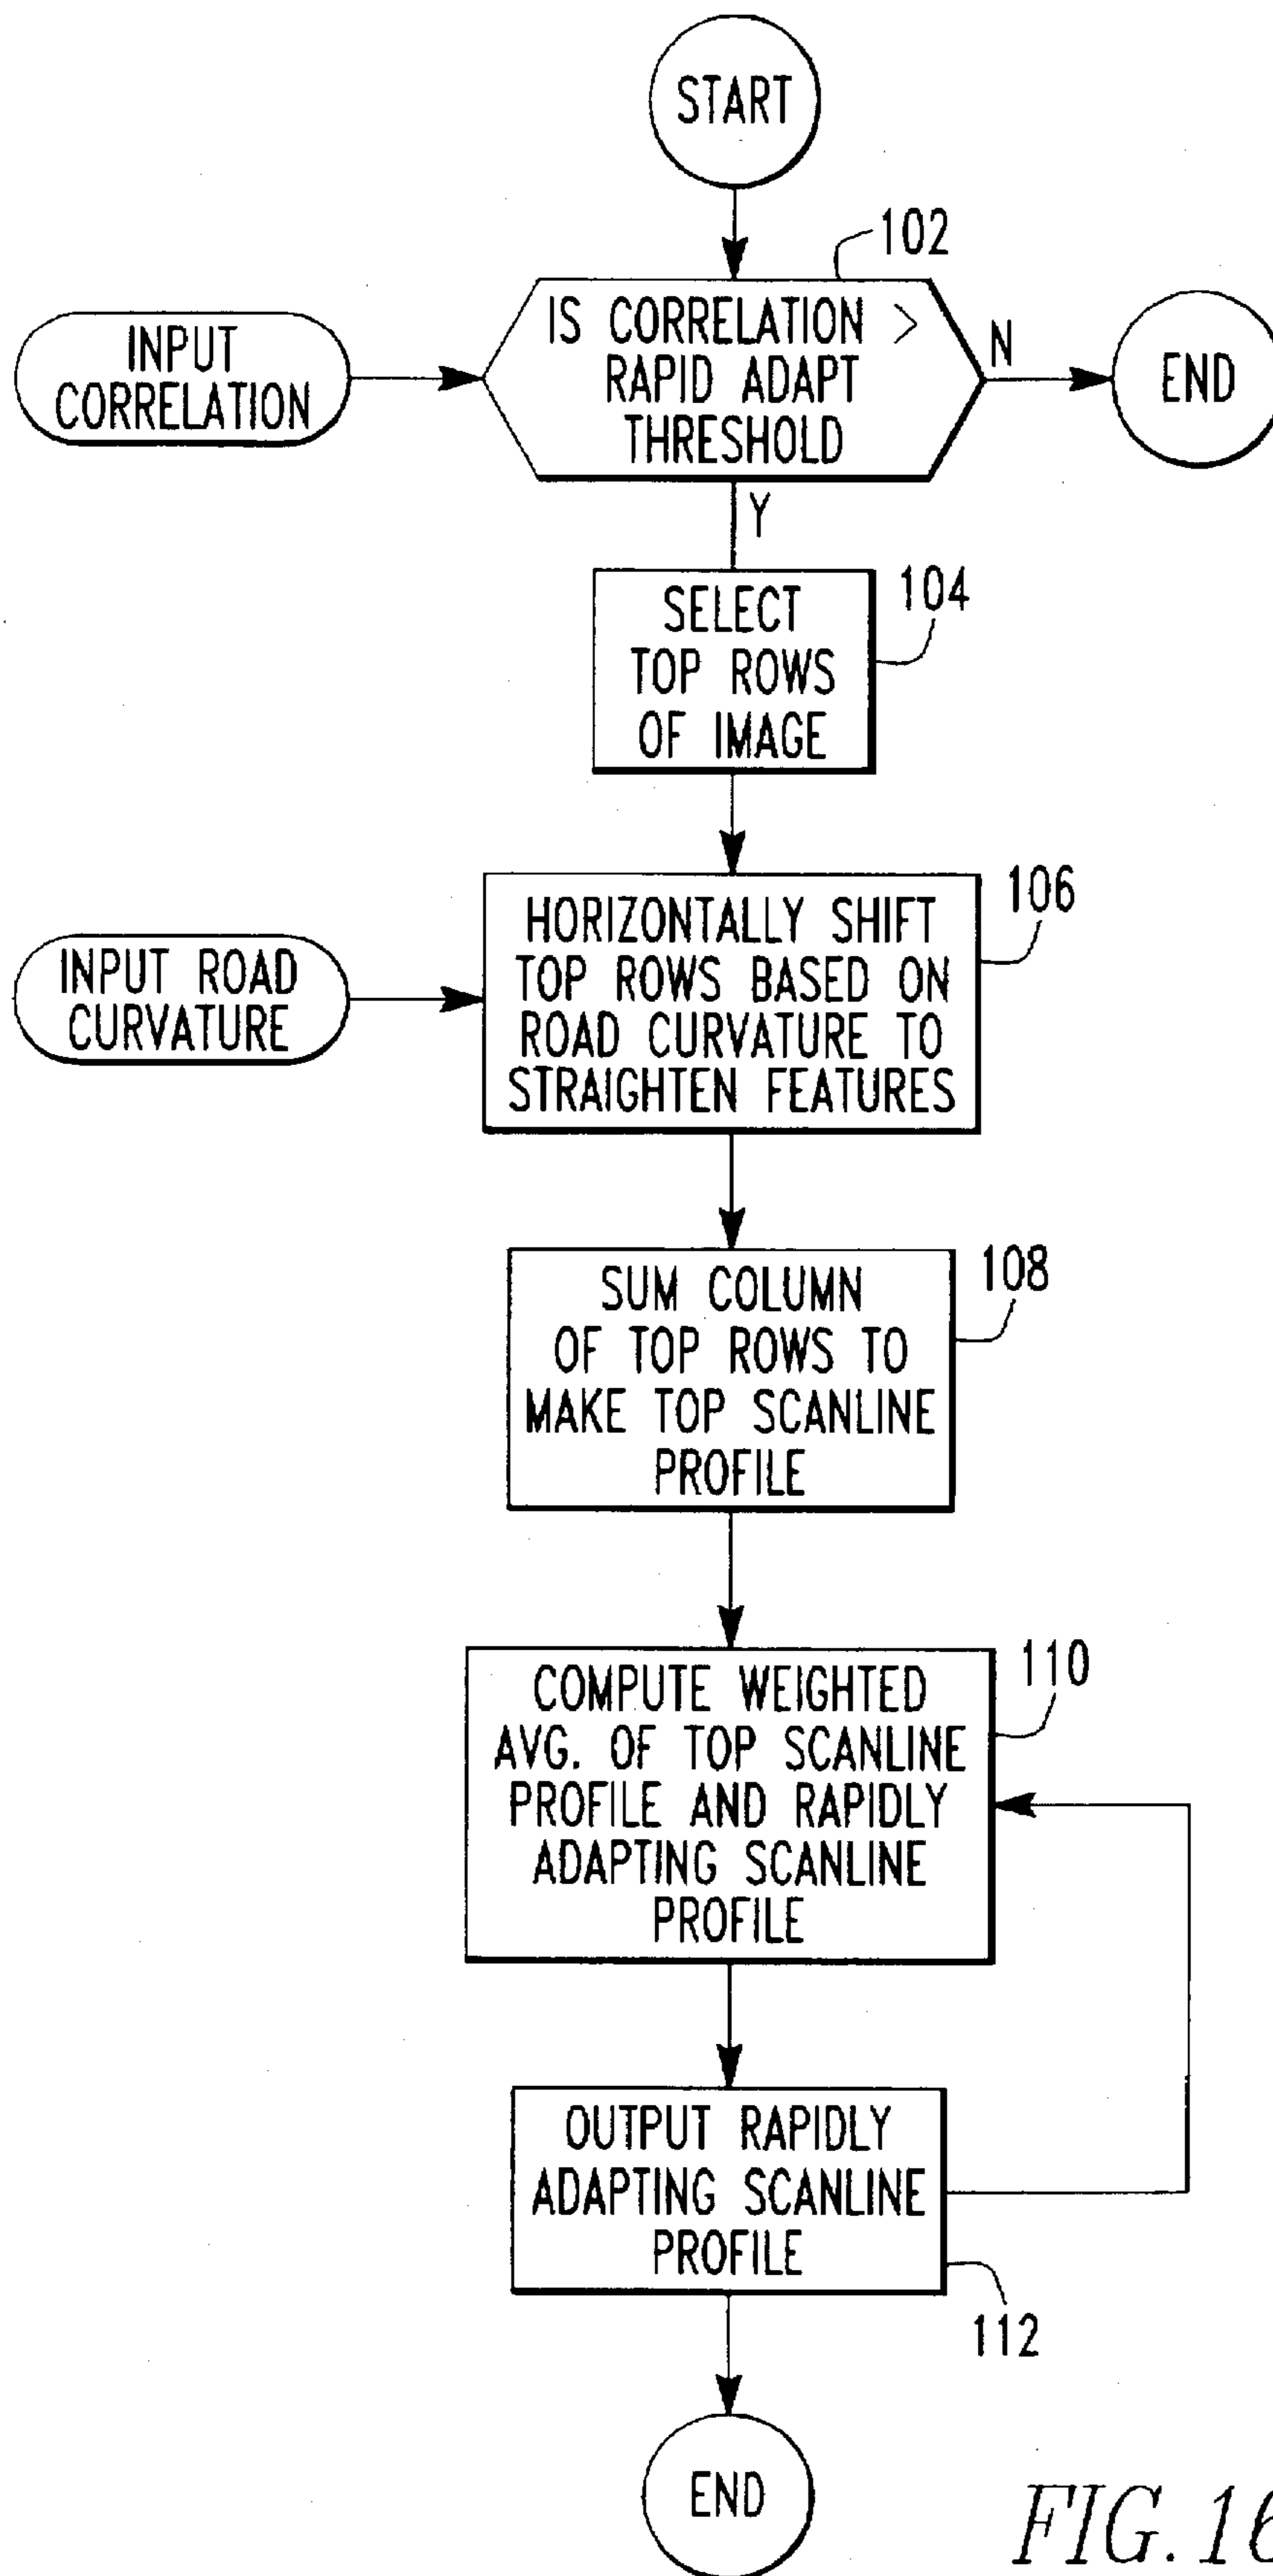 START
102
INPUT
CORRELATION
IS CORRELATION >
RAPID ADAPT
THRESHOLD
N
END
Y
SELECT
TOP ROWS
OF IMAGE
104
INPUT ROAD
CURVATURE
HORIZONTALLY SHIFT
TOP ROWS BASED ON
ROAD CURVATURE TO
STRAIGHTEN FEATURES
106
SUM COLUMN
OF TOP ROWS TO
MAKE TOP SCANLINE
PROFILE
108
COMPUTE WEIGHTED
AVG. OF TOP SCANLINE
PROFILE AND RAPIDLY
ADAPTING SCANLINE
PROFILE
110
OUTPUT RAPIDLY
ADAPTING SCANLINE
PROFILE
112
END
FIG. 16